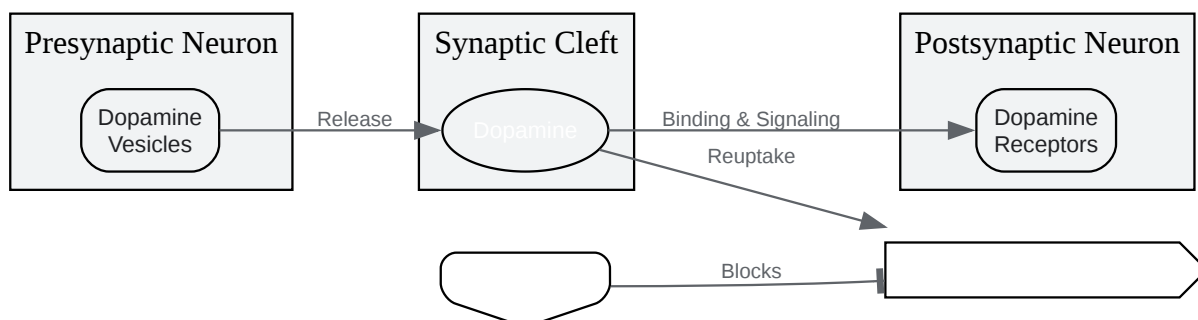 Presynaptic Neuron
Synaptic Cleft
Postsynaptic Neuron
Dopamine
Vesicles
Release
Dopamine
Binding & Signaling
Dopamine
Receptors
Reuptake
Blocks